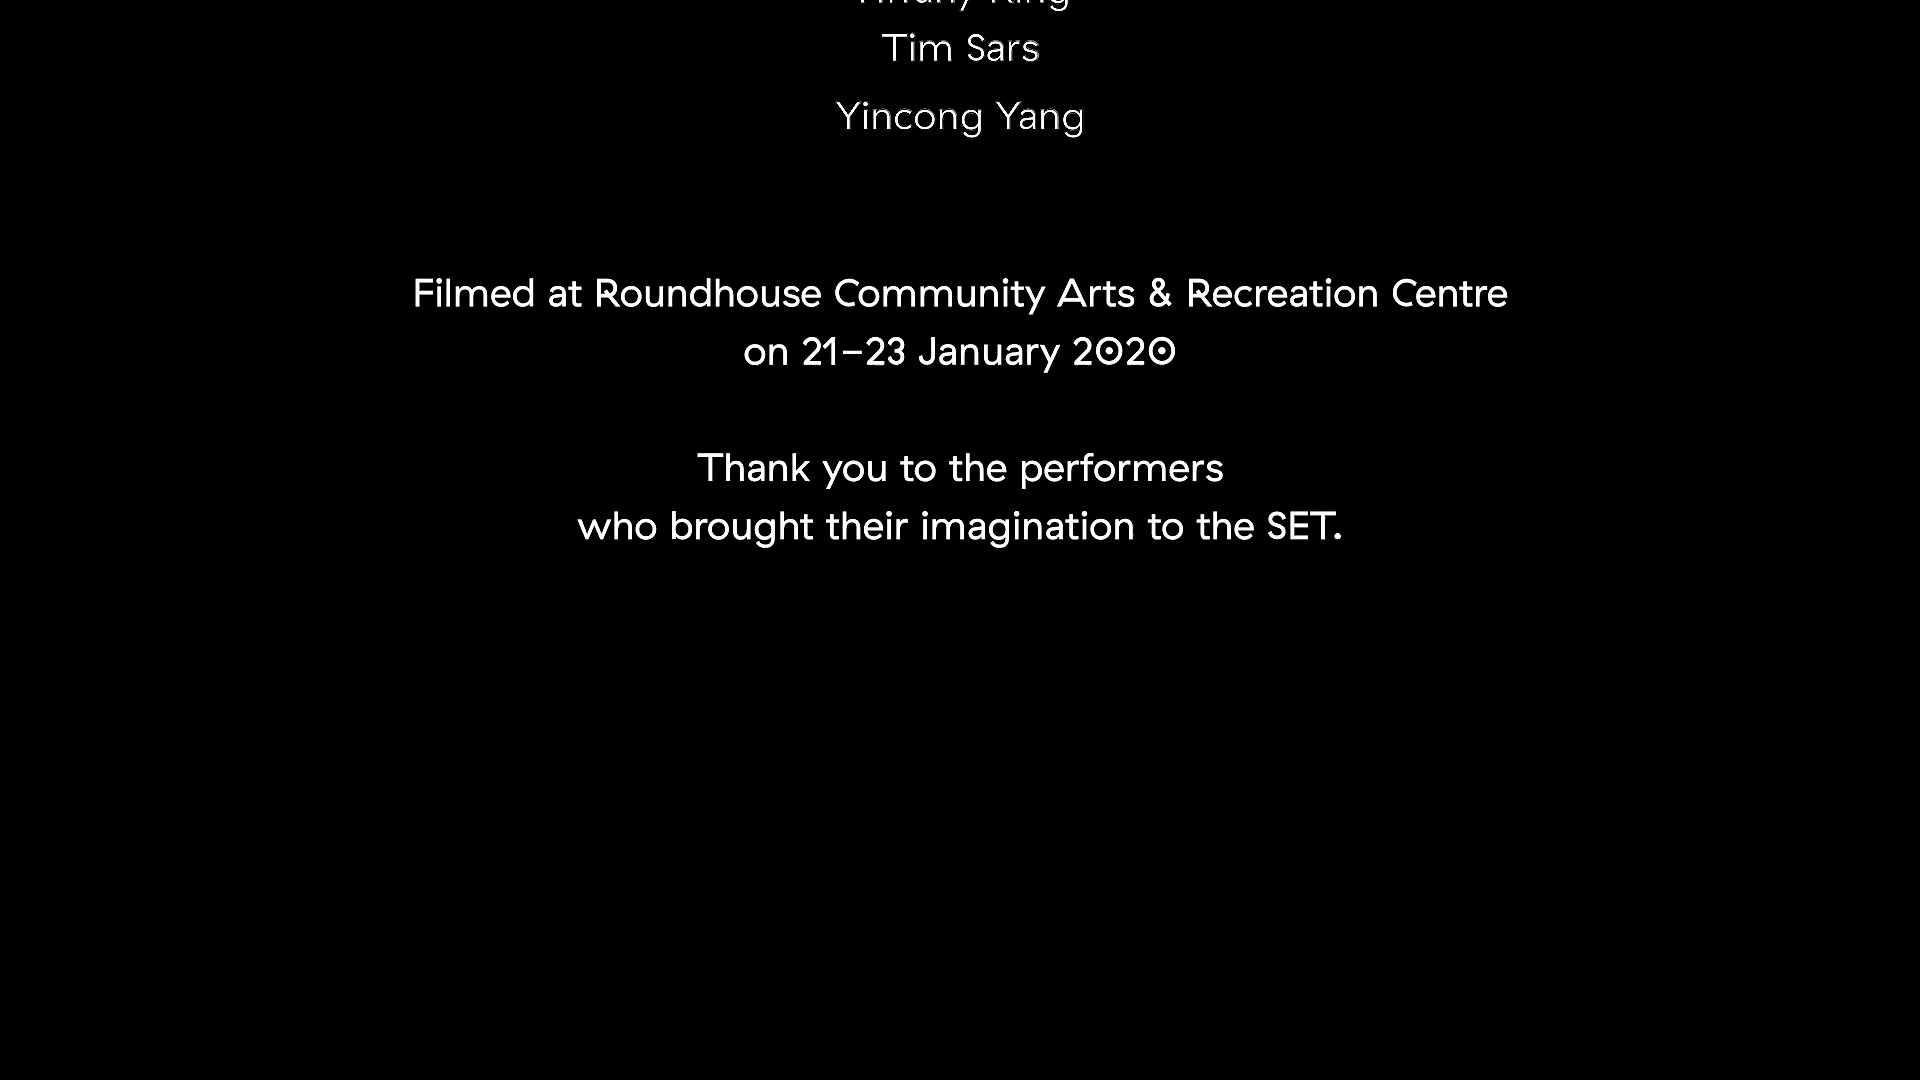 Tim Sars
Yincong Yang
Filmed at Roundhouse Community Arts & Recreation Centre
on 21–23 January 2020
Thank you to the performers
who brought their imagination to the SET.